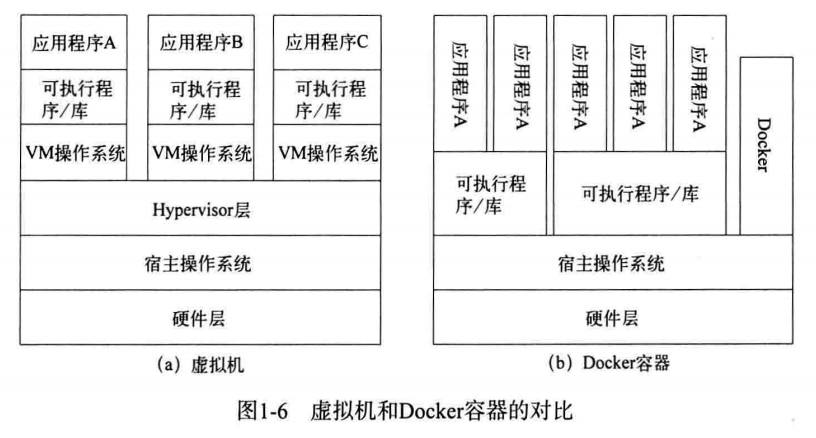 应用程序A
应用程序B
应用程序C
可执行程
序/库
可执行程
序/库
可执行程
序/库
VM操作系统
VM操作系统
VM操作系统
Hypervisor层
宿主操作系统
硬件层
(a) 虚拟机
应用程序A
应用程序A
应用程序A
应用程序A
应用程序A
Docker
可执行程
序/库
可执行程序/库
宿主操作系统
硬件层
(b) Docker容器
图1-6 虚拟机和Docker容器的对比